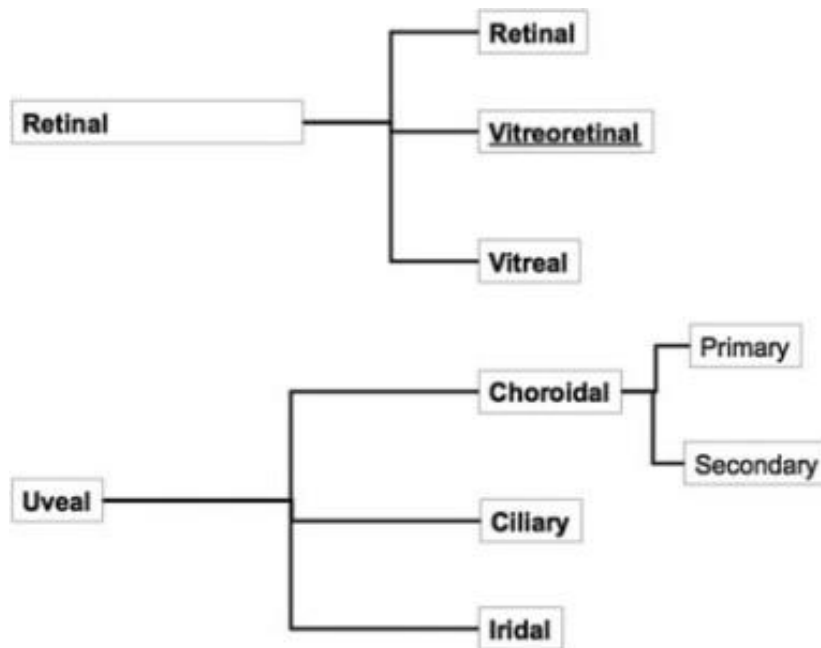 Retinal
Retinal
Vitreoretinal
Vitreal
Uveal
Choroidal
Primary
Secondary
Ciliary
Iridal